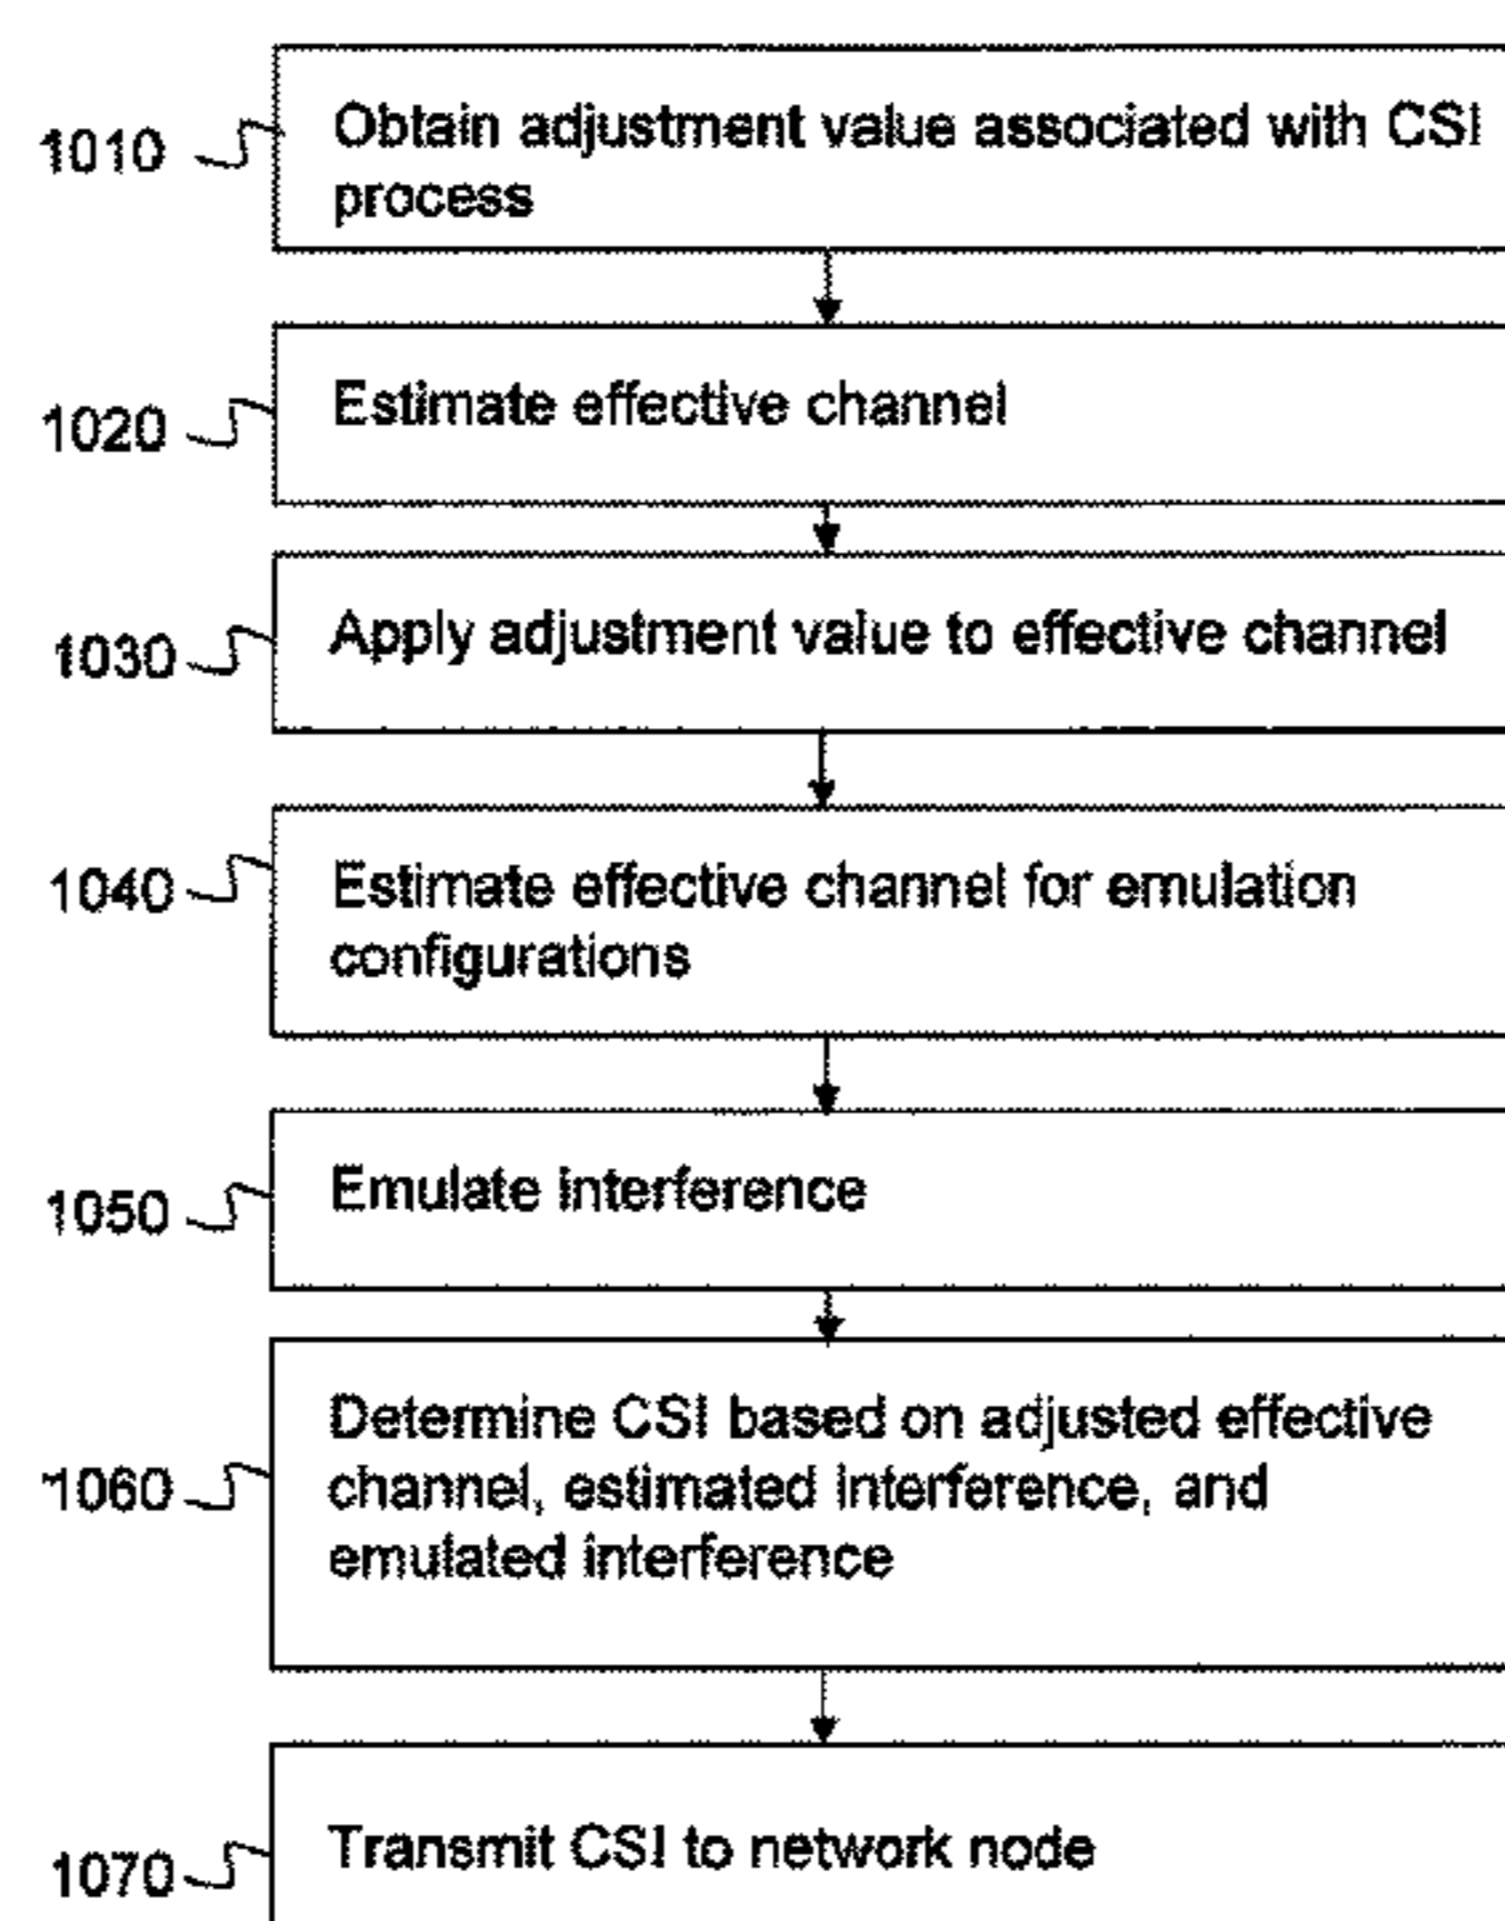 1010
Obtain adjustment value associated with CSI
process
1020
Estimate effective channel
1030
Apply adjustment value to effective channel
1040
Estimate effective channel for emulation
configurations
1050
Emulate interference
1060
Determine CSI based on adjusted effective
channel, estimated interference, and
emulated interference
1070
Transmit CSI to network node